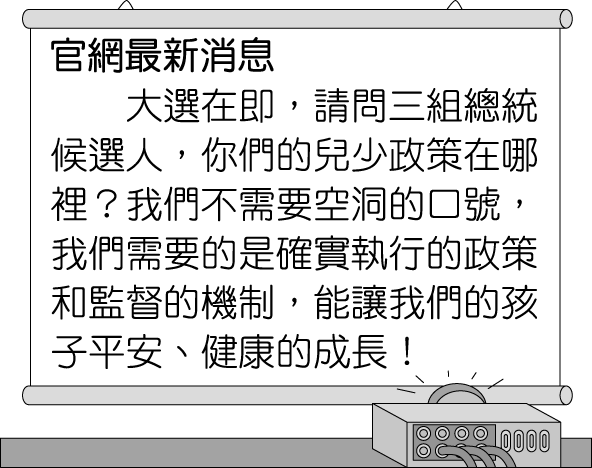 官網最新消息
大選在即，請問三組總統
候選人，你們的兒少政策在哪
裡？我們不需要空洞的口號，
我們需要的是確實執行的政策
和監督的機制，能讓我們的孩
子平安、健康的成長！